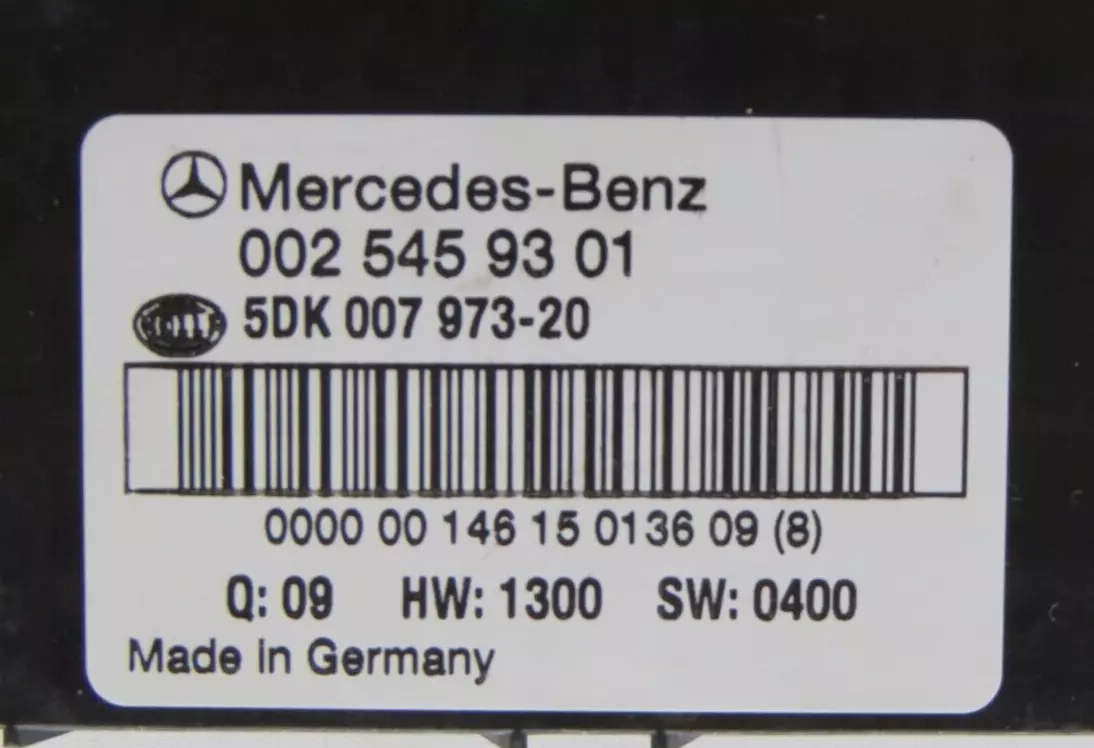 Mercedes-Benz
002 545 93 01
5DK 007 973-20
0000 00 146 15 0136 09 (8)
Q: 09 HW: 1300 SW: 0400
Made in Germany